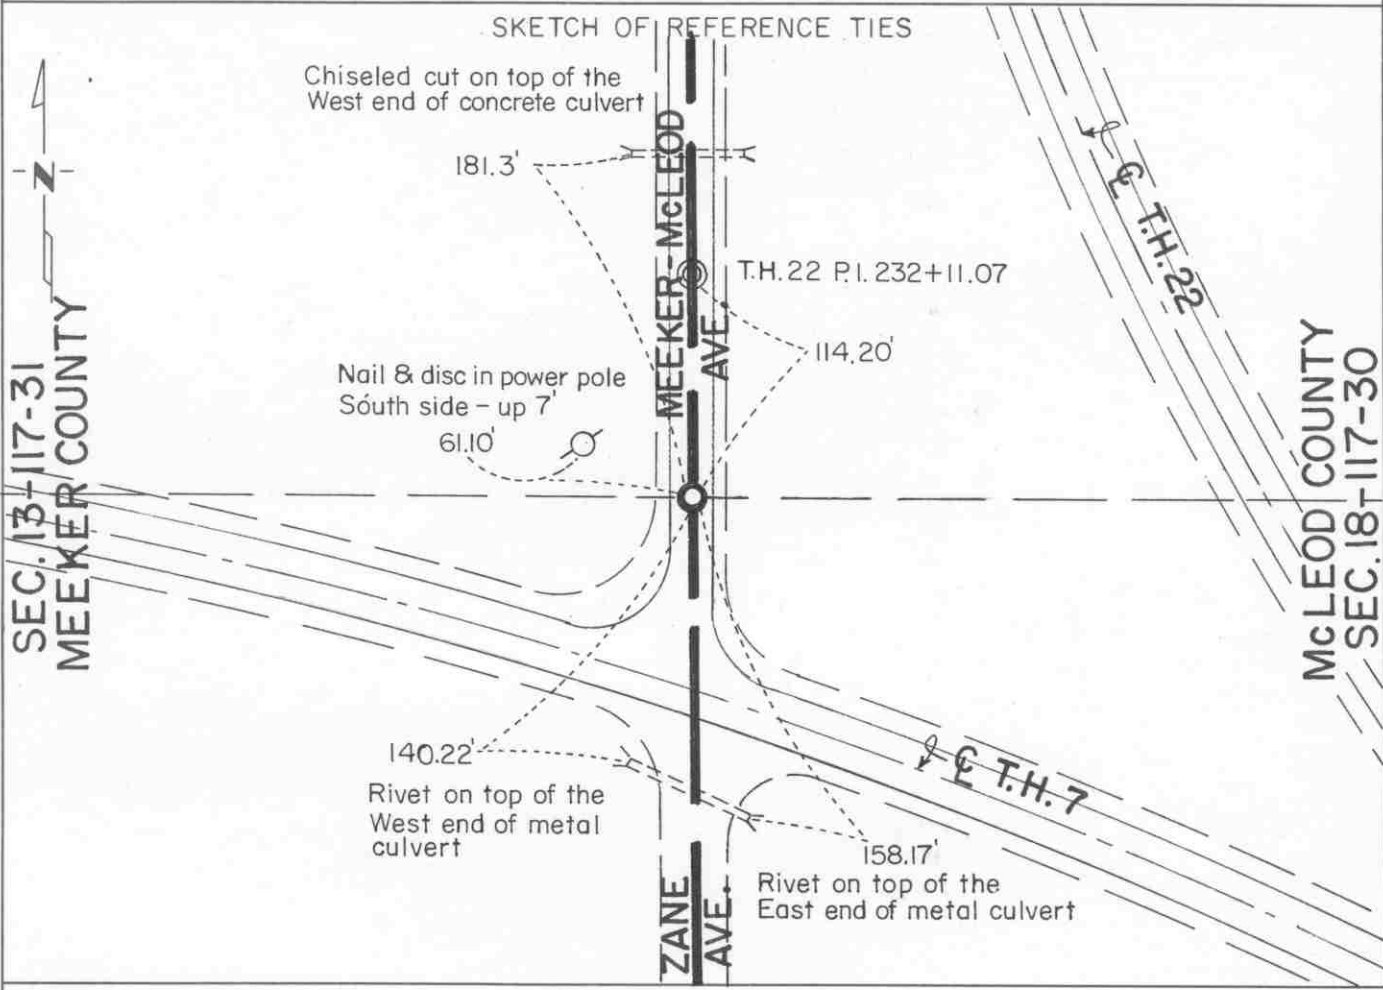 SKETCH OF REFERENCE TIES
Chiseled cut on top of the
West end of concrete culvert
181.3'
N
MEEKER-McLEOD
AVE.
T.H. 22 P.I. 232+11.07
114.20'
℄ T.H. 22
Nail & disc in power pole
South side - up 7'
61.10'
SEC. 13-117-31
MEEKER COUNTY
McLEOD COUNTY
SEC. 18-117-30
140.22'
Rivet on top of the
West end of metal
culvert
℄ T.H. 7
158.17'
Rivet on top of the
East end of metal culvert
ZANE
AVE.